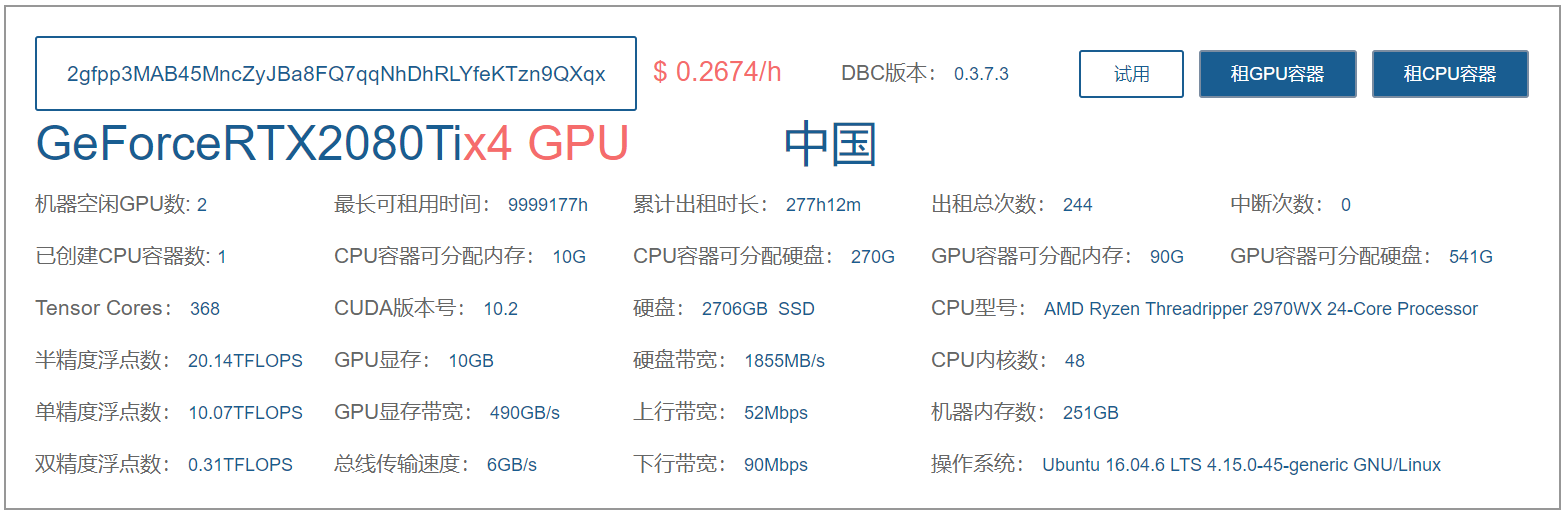 2gfpp3MAB45MncZyJBa8FQ7qqNhDhRLYfeKTzn9QXqx $ 0.2674/h DBC版本： 0.3.7.3 试用 租GPU容器 租CPU容器
GeForceRTX2080Tix4 GPU 中国
机器空闲GPU数: 2 最长可租用时间： 9999177h 累计出租时长： 277h12m 出租总次数： 244 中断次数： 0
已创建CPU容器数: 1 CPU容器可分配内存： 10G CPU容器可分配硬盘： 270G GPU容器可分配内存： 90G GPU容器可分配硬盘： 541G
Tensor Cores： 368 CUDA版本号： 10.2 硬盘： 2706GB SSD CPU型号： AMD Ryzen Threadripper 2970WX 24-Core Processor
半精度浮点数： 20.14TFLOPS GPU显存： 10GB 硬盘带宽： 1855MB/s CPU内核数： 48
单精度浮点数： 10.07TFLOPS GPU显存带宽： 490GB/s 上行带宽： 52Mbps 机器内存数： 251GB
双精度浮点数： 0.31TFLOPS 总线传输速度： 6GB/s 下行带宽： 90Mbps 操作系统： Ubuntu 16.04.6 LTS 4.15.0-45-generic GNU/Linux